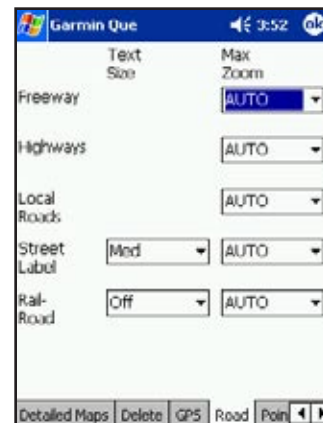 Garmin Que 3:52 ok
Text Size Max Zoom
Freeway AUTO
Highways AUTO
Local Roads AUTO
Street Label Med AUTO
Rail-Road Off AUTO
Detailed Maps Delete GPS Road Poin